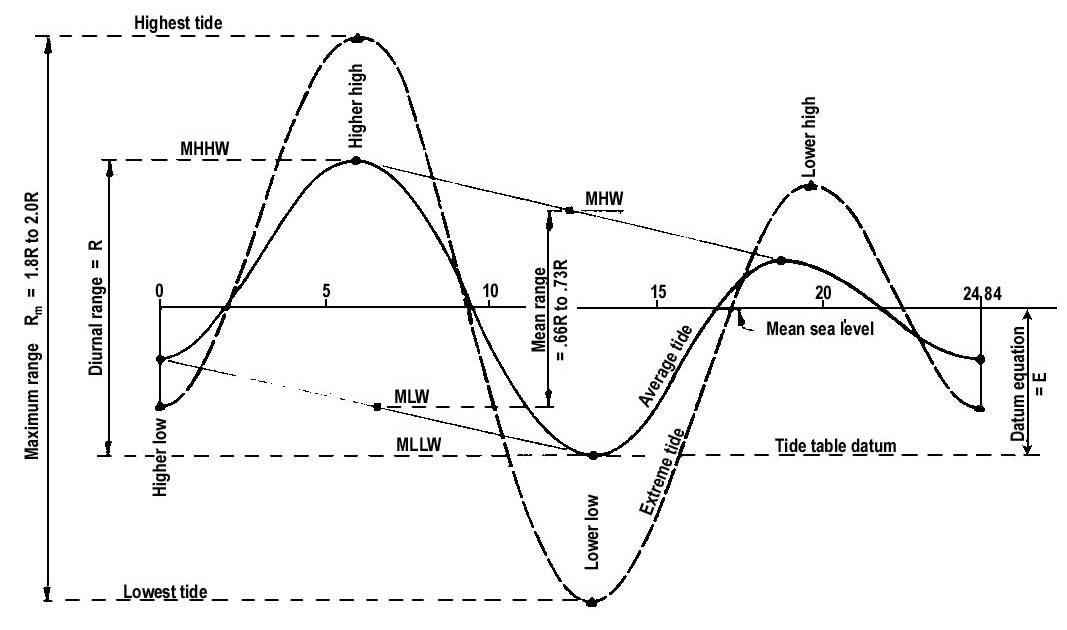 Highest tide
Higher high
Lower high
MHHW
MHW
Maximum range Rm = 1.8R to 2.0R
Diurnal range = R
Mean range
= .66R to .73R
0
5
10
15
20
24.84
Mean sea level
Average tide
Extreme tide
Datum equation
= E
MLW
MLLW
Tide table datum
Higher low
Lower low
Lowest tide